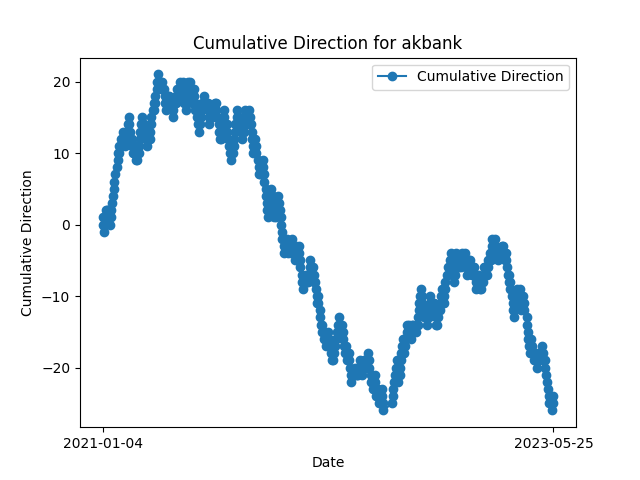 Cumulative Direction for akbank
Cumulative Direction
20
10
0
−10
−20
Cumulative Direction
2021-01-04
2023-05-25
Date